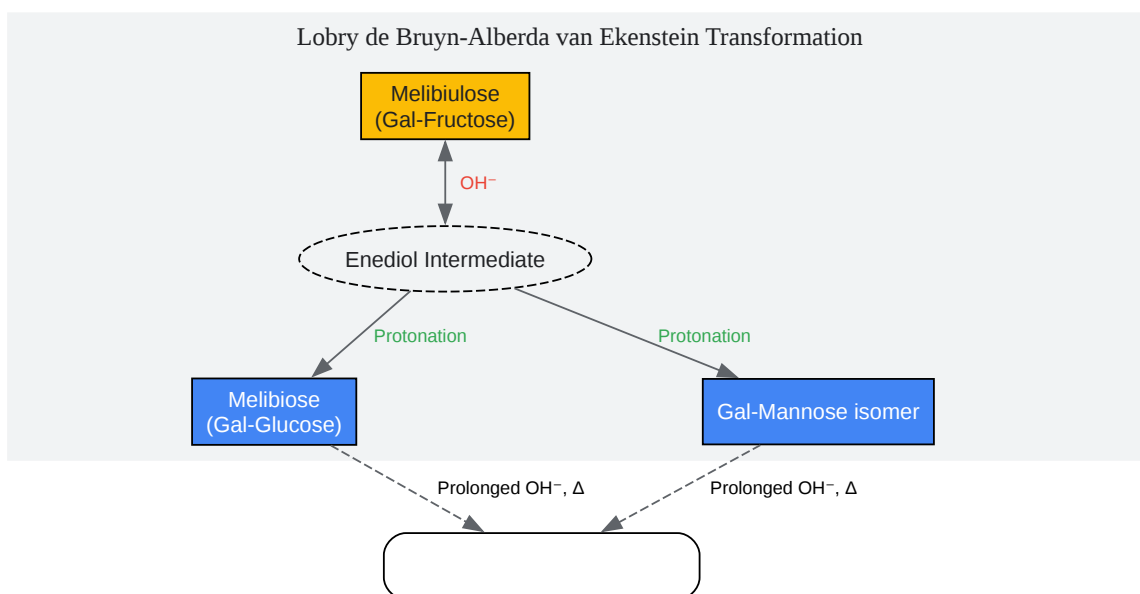 Lobry de Bruyn-Alberda van Ekenstein Transformation
Melibiulose
(Gal-Fructose)
OH⁻
Enediol Intermediate
Protonation
Protonation
Melibiose
(Gal-Glucose)
Gal-Mannose isomer
Prolonged OH⁻, Δ
Prolonged OH⁻, Δ